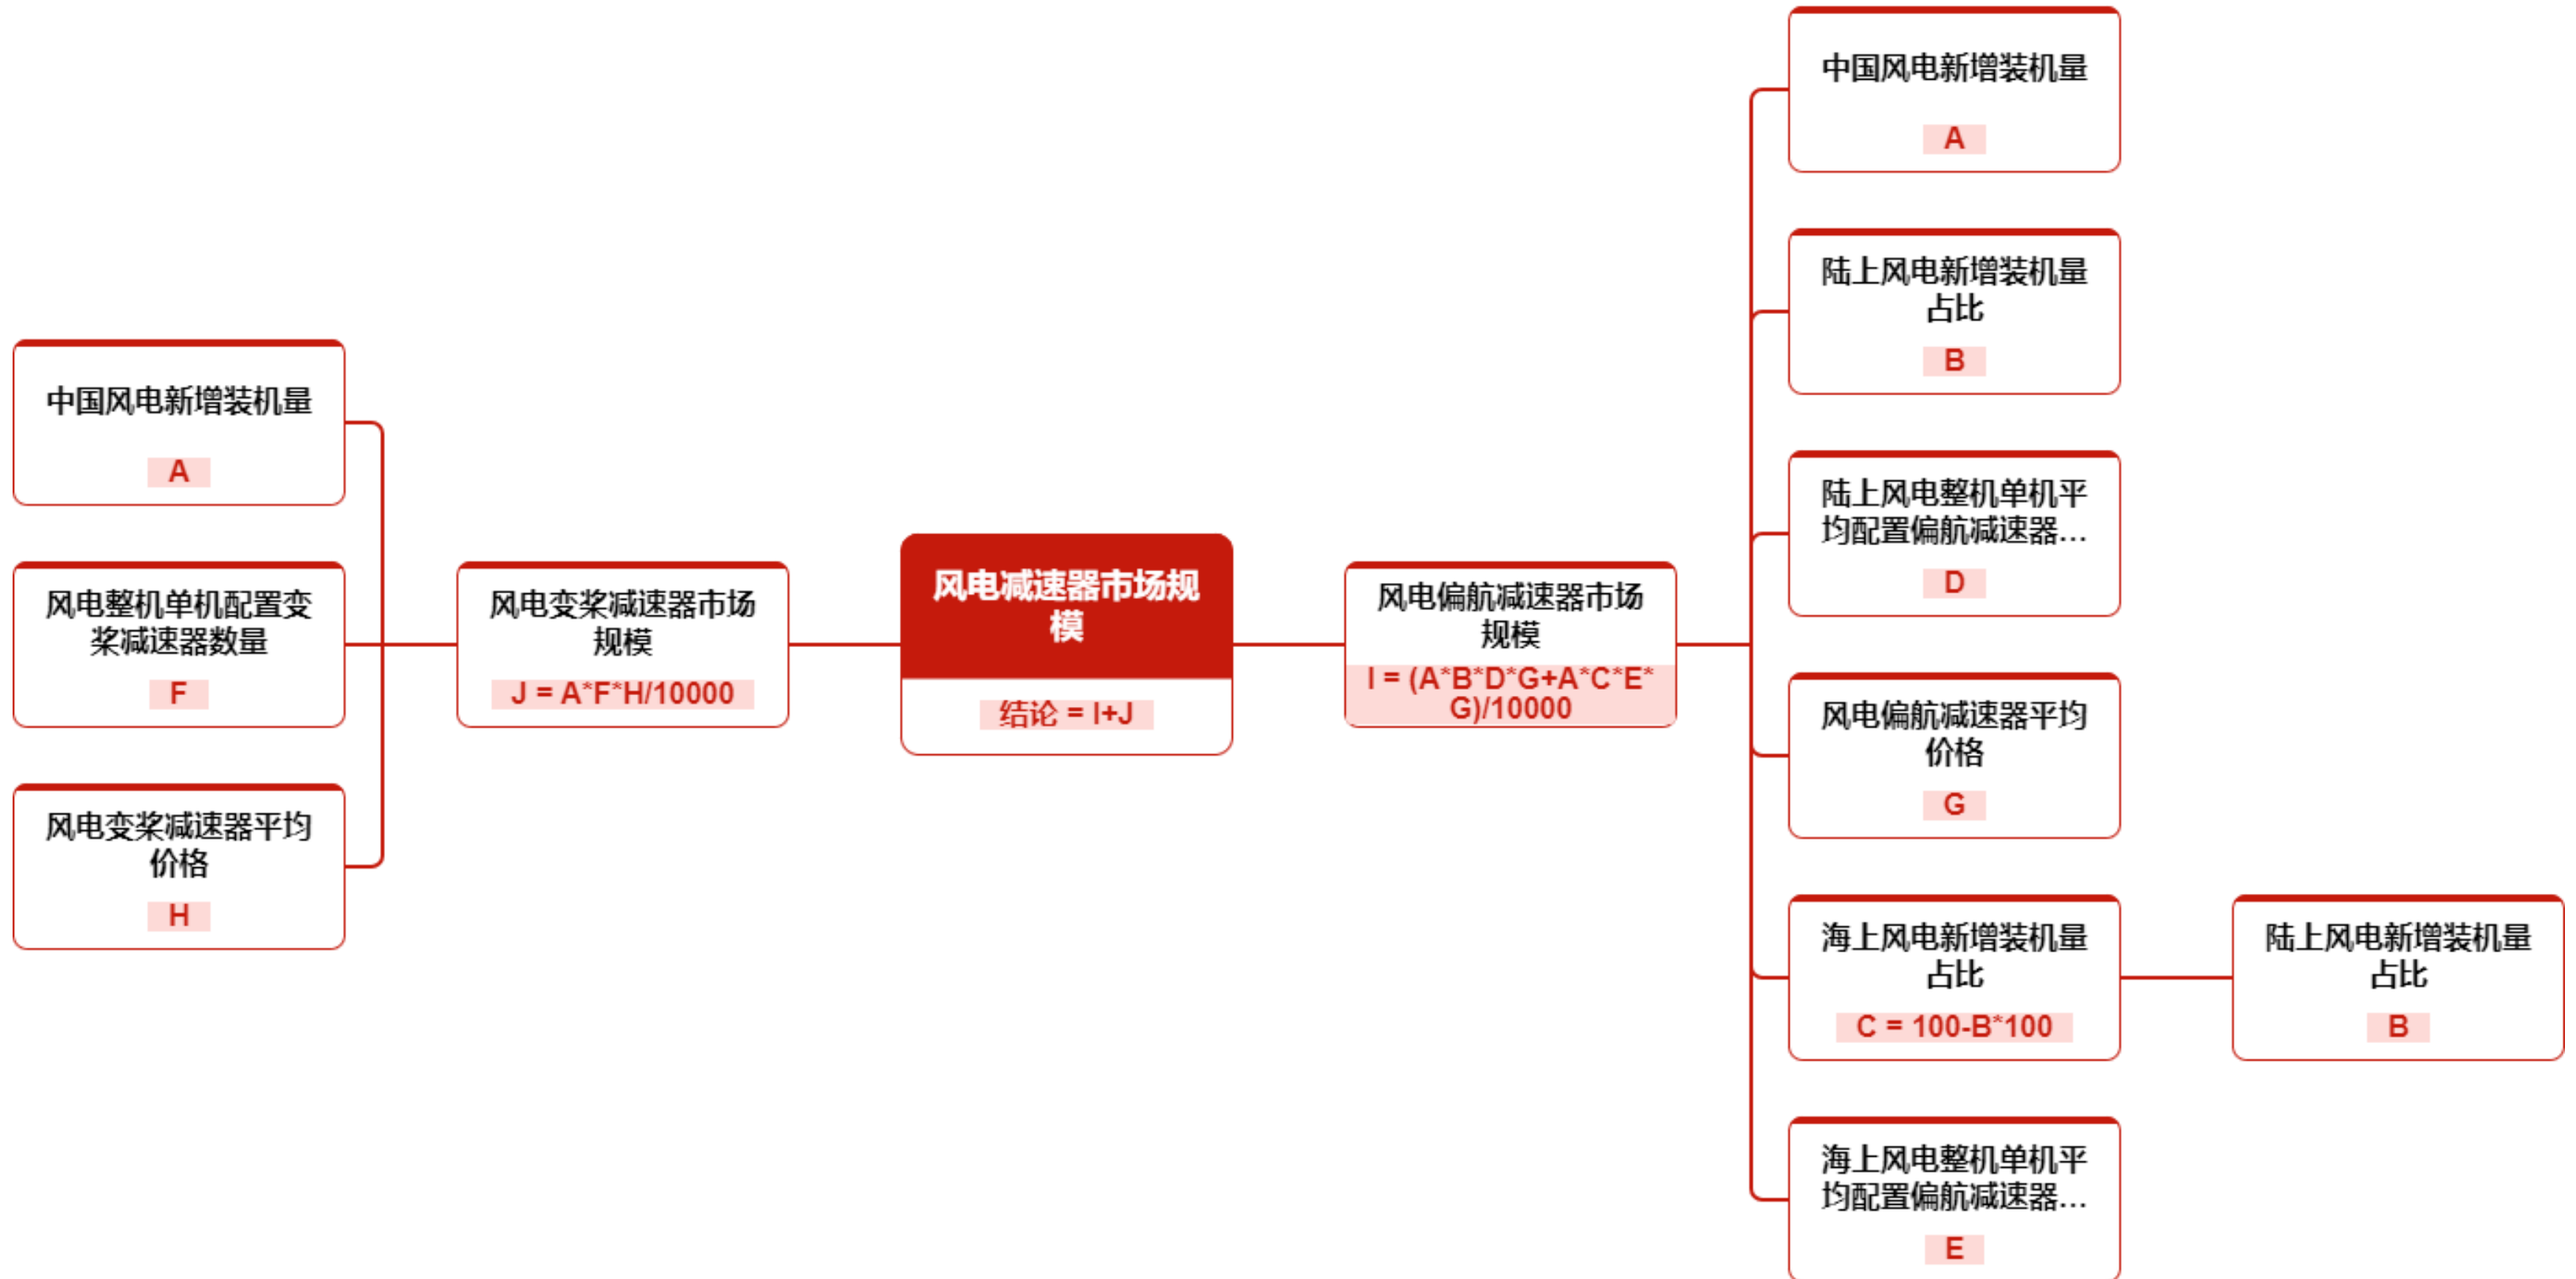 中国风电新增装机量
A
风电整机单机配置变
桨减速器数量
F
风电变桨减速器平均
价格
H
风电变桨减速器市场
规模
J = A*F*H/10000
风电减速器市场规
模
结论 = I+J
风电偏航减速器市场
规模
I = (A*B*D*G+A*C*E*
G)/10000
中国风电新增装机量
A
陆上风电新增装机量
占比
B
陆上风电整机单机平
均配置偏航减速器...
D
风电偏航减速器平均
价格
G
海上风电新增装机量
占比
C = 100-B*100
陆上风电新增装机量
占比
B
海上风电整机单机平
均配置偏航减速器...
E